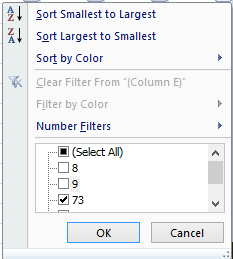 Sort Smallest to Largest
Sort Largest to Smallest
Sort by Color
Clear Filter From "(Column E)"
Filter by Color
Number Filters
(Select All)
8
9
73
OK Cancel